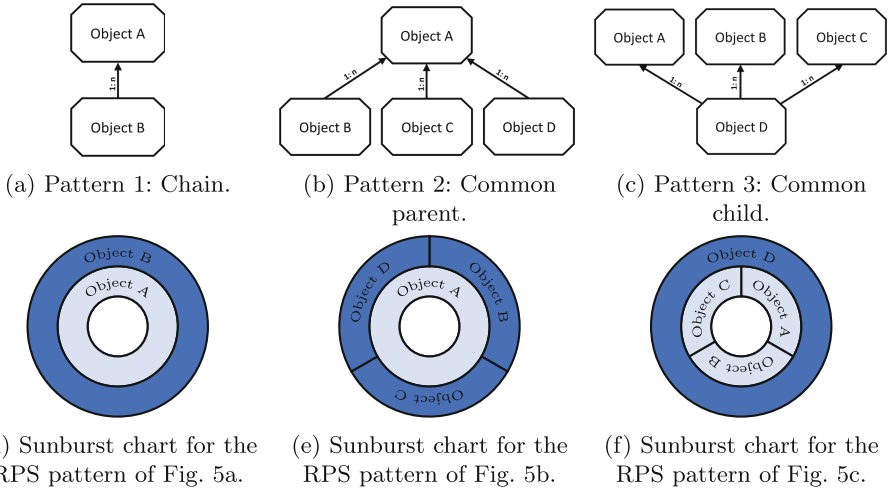 Object A
1: n
Object B
(a) Pattern 1: Chain.
Object A
1: n
1: n
1: n
Object B
Object C
Object D
(b) Pattern 2: Common
parent.
Object A
Object B
Object C
1: n
1: n
1: n
Object D
(c) Pattern 3: Common
child.
Object B
Object A
) Sunburst chart for the
RPS pattern of Fig. 5a.
Object D
Object A
Object B
Object C
(e) Sunburst chart for the
RPS pattern of Fig. 5b.
Object D
Object C
Object A
Object B
(f) Sunburst chart for the
RPS pattern of Fig. 5c.